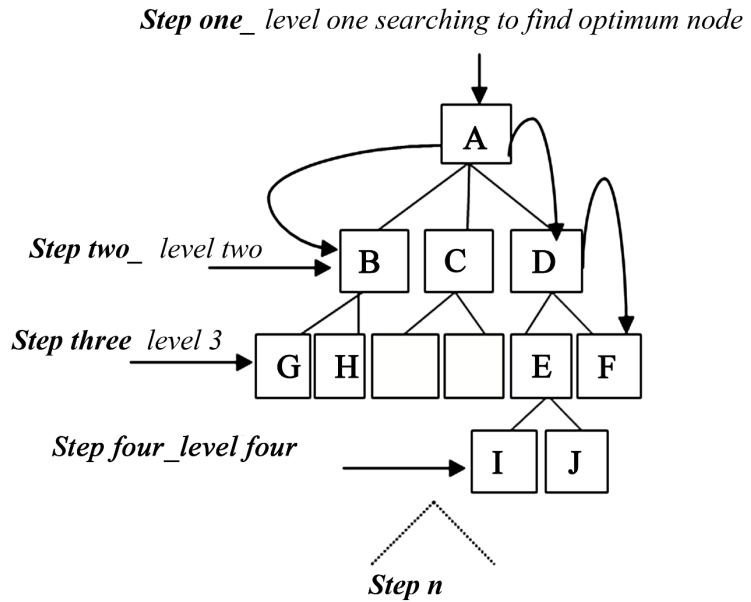 Step one_ level one searching to find optimum node
A
Step two_ level two
B C D
Step three level 3
G H E F
Step four_level four
I J
Step n